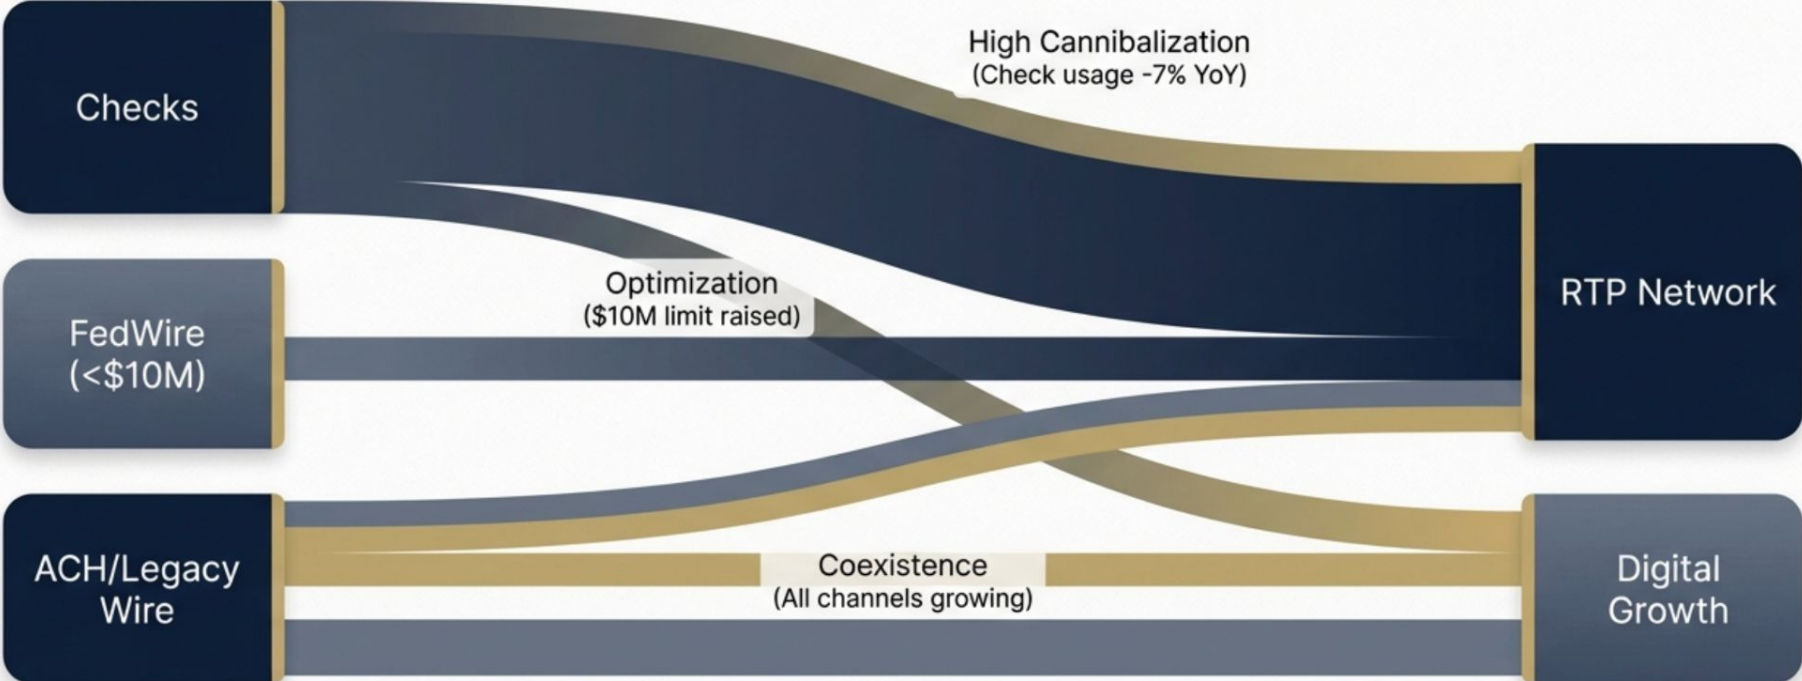 Checks
High Cannibalization
(Check usage -7% YoY)
FedWire
(<$10M)
Optimization
($10M limit raised)
RTP Network
ACH/Legacy
Wire
Coexistence
(All channels growing)
Digital
Growth